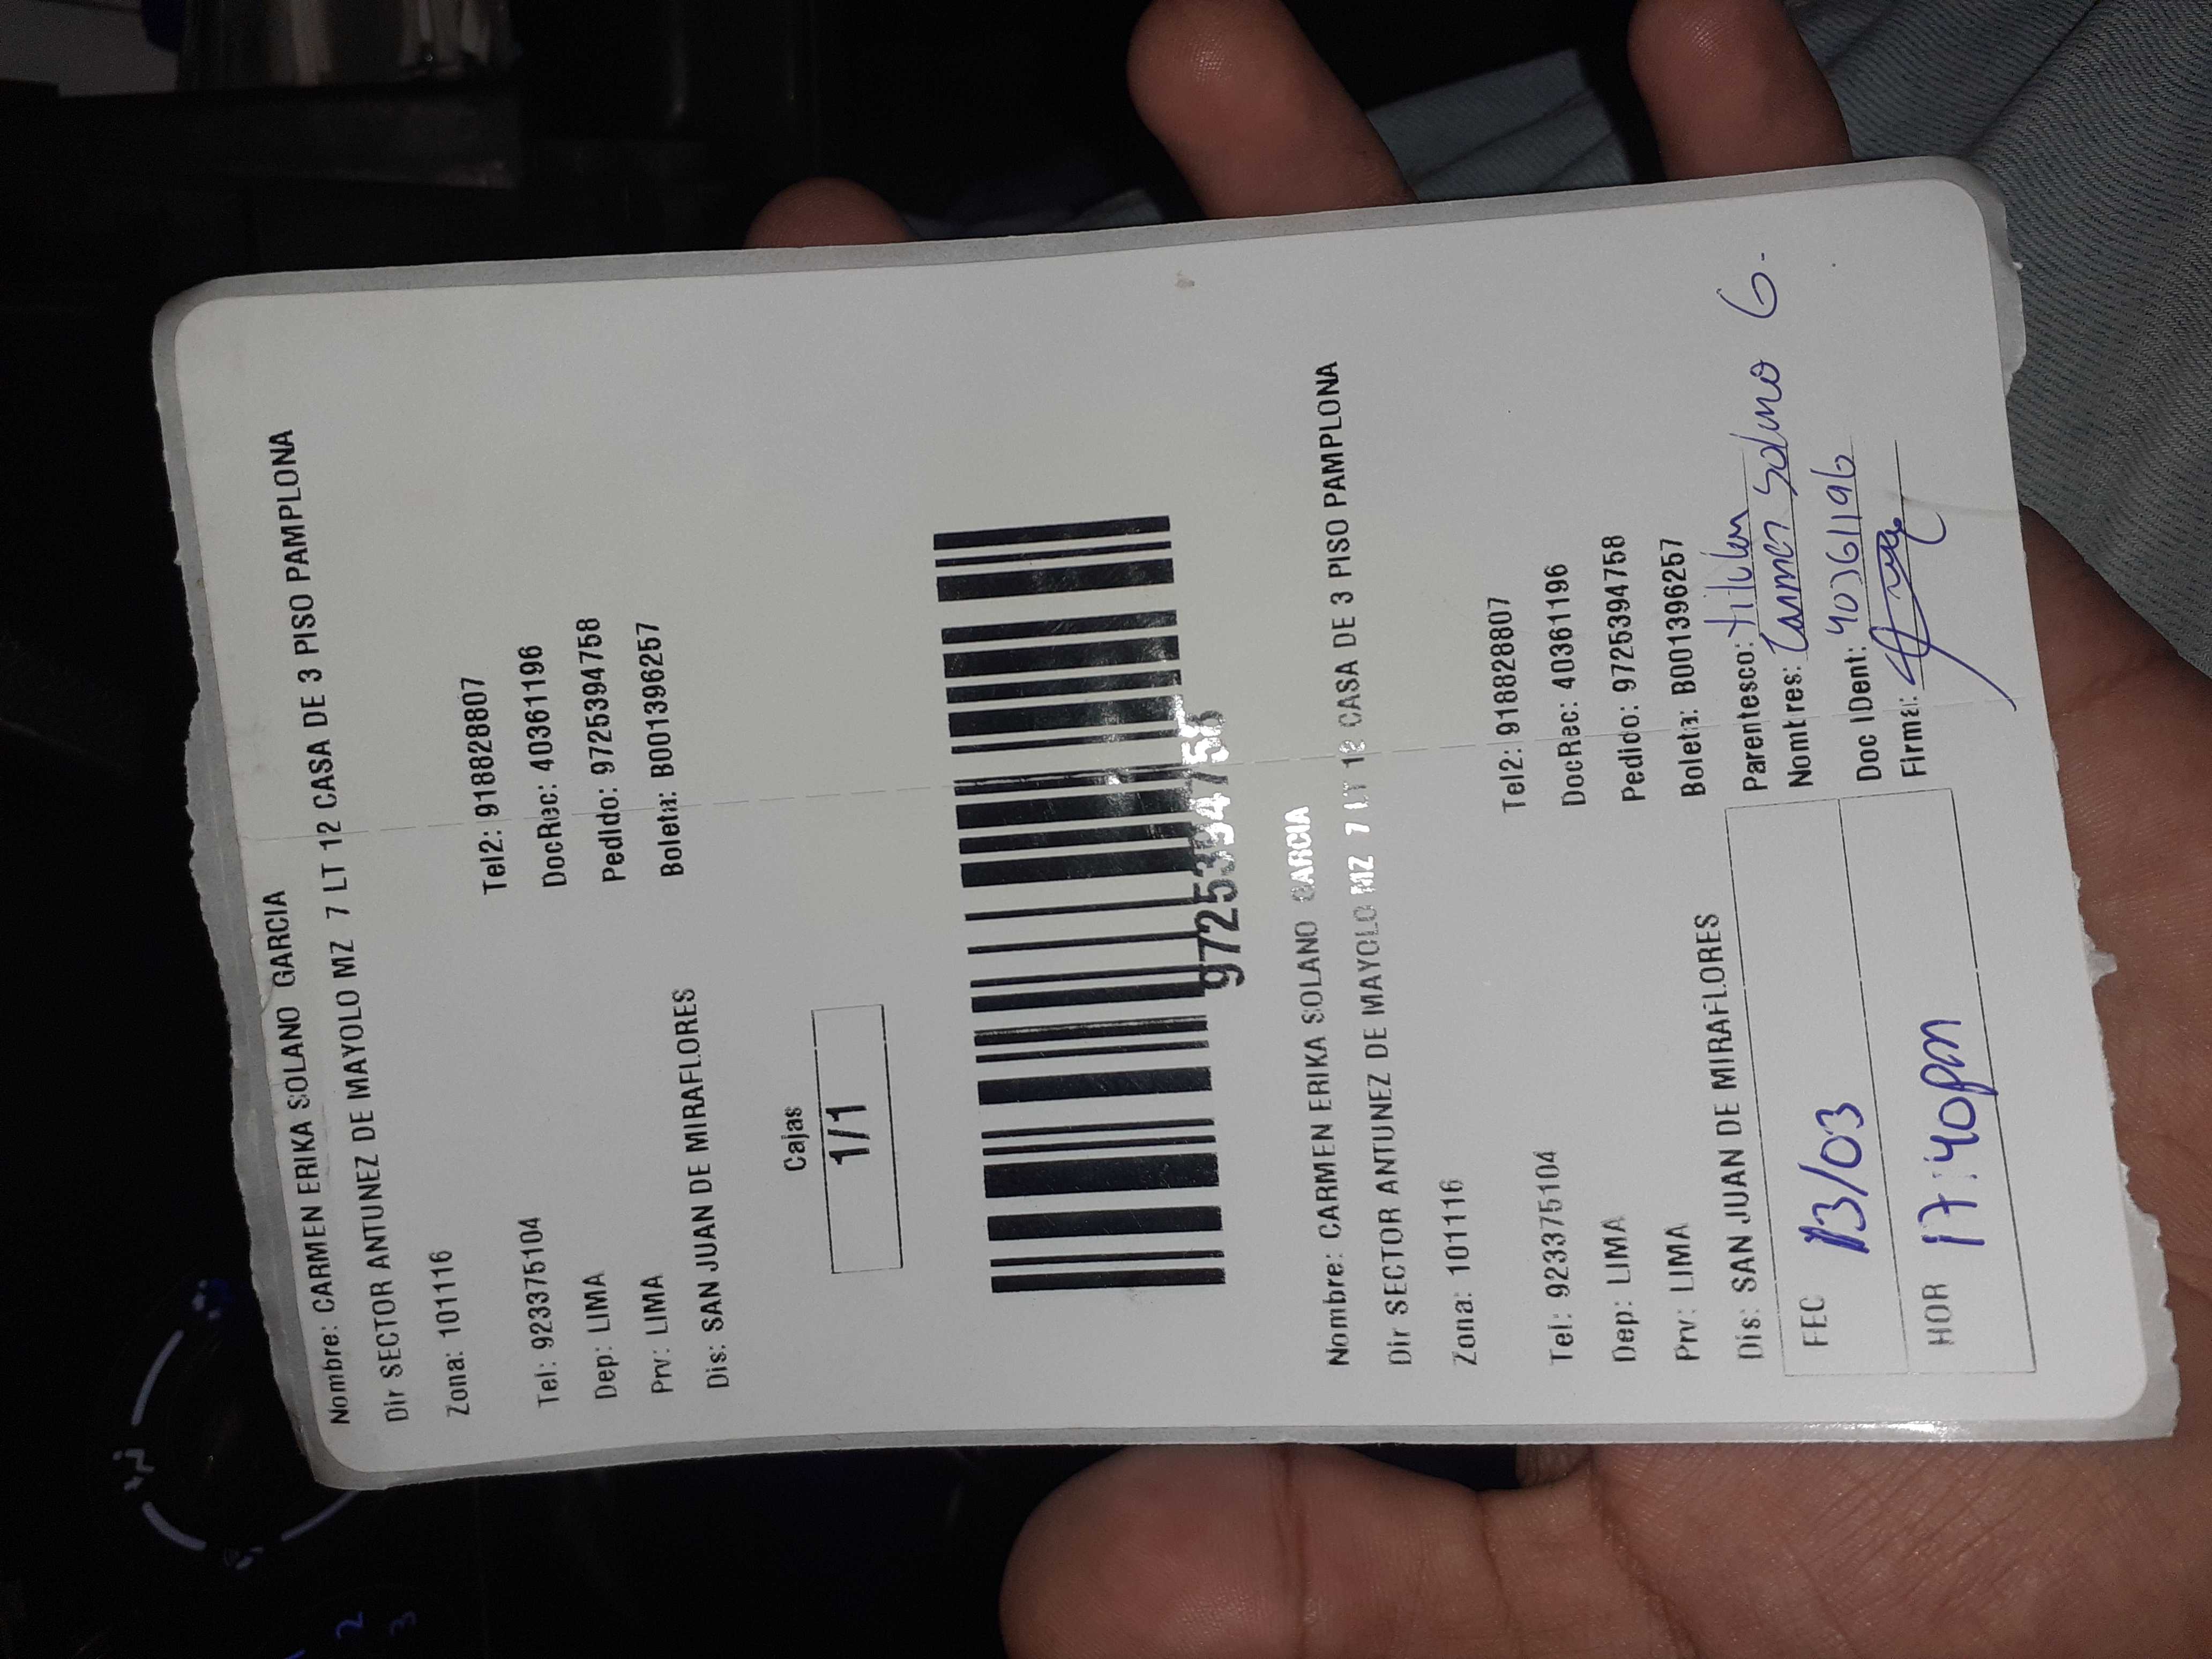 Nombre: CARMEN ERIKA SOLANO GARCIA
Dir SECTOR ANTUNEZ DE MAYOLO MZ 7 LT 12 CASA DE 3 PISO PAMPLONA
Zona: 101116
Tel: 923375104 Tel2: 918828807
Dep: LIMA DocRec: 40361196
Prv: LIMA Pedido: 9725394758
Dis: SAN JUAN DE MIRAFLORES Boleta: B001396257
Cajas
1/1
9725394758
Nombre: CARMEN ERIKA SOLANO GARCIA
Dir SECTOR ANTUNEZ DE MAYOLO MZ 7 LT 12 CASA DE 3 PISO PAMPLONA
Zona: 101116
Tel: 923375104 Tel2: 918828807
Dep: LIMA DocRec: 40361196
Prv: LIMA Pedido: 9725394758
Dis: SAN JUAN DE MIRAFLORES Boleta: B001396257
FEC 13/03 Parentesco: titular
Nombres: Carmen Solano G.
HOR 17:40pm Doc IDent: 40361196
Firma:
2
3